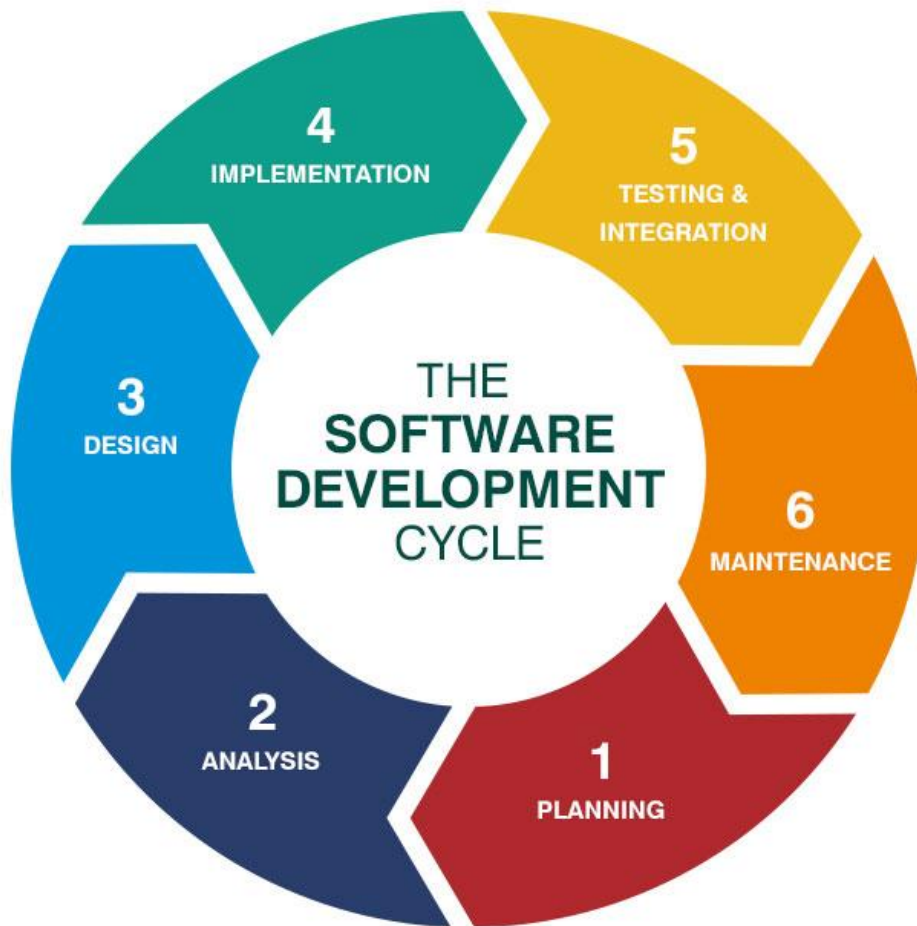 THE
SOFTWARE
DEVELOPMENT
CYCLE
1
PLANNING
2
ANALYSIS
3
DESIGN
4
IMPLEMENTATION
5
TESTING &
INTEGRATION
6
MAINTENANCE